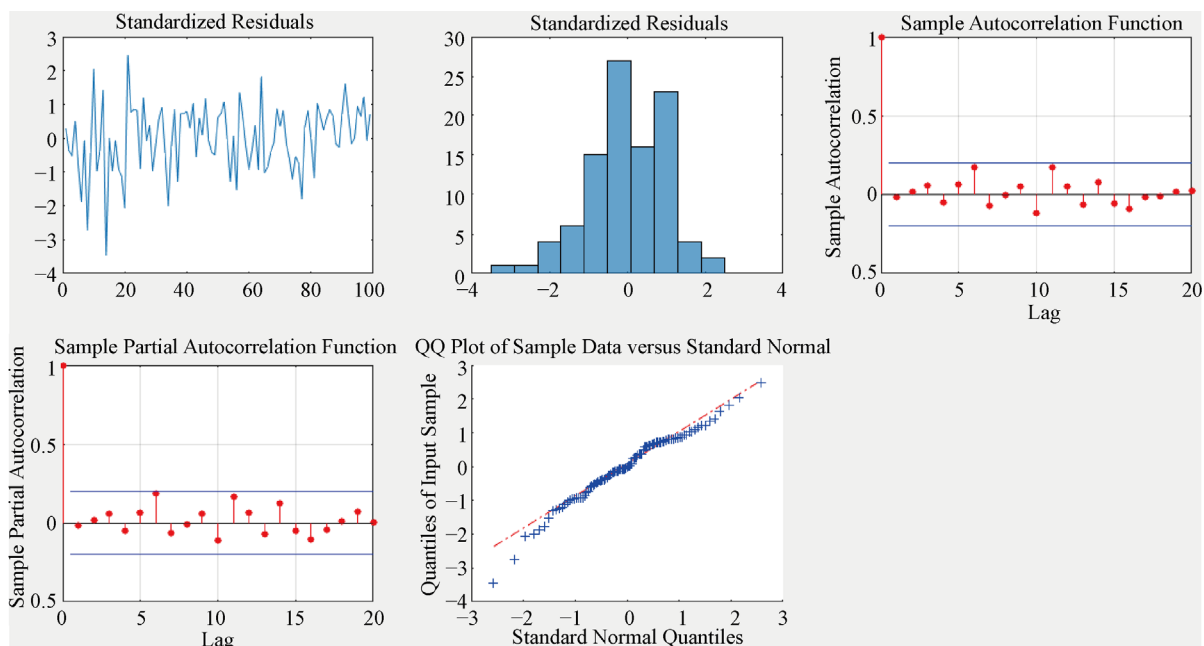 Standardized Residuals
3
2
1
0
−1
−2
−3
−4
0 20 40 60 80 100
Standardized Residuals
30
25
20
15
10
5
0
−4 −2 0 2 4
Sample Autocorrelation Function
Sample Autocorrelation
1
0.5
0
0.5
0 5 10 15 20
Lag
Sample Partial Autocorrelation Function
Sample Partial Autocorrelation
1
0.5
0
0.5
0 5 10 15 20
Lag
QQ Plot of Sample Data versus Standard Normal
Quantiles of Input Sample
3
2
1
0
−1
−2
−3
−4
−3 −2 −1 0 1 2 3
Standard Normal Quantiles